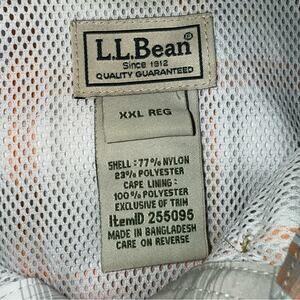 L.L.Bean®
Since 1912
QUALITY GUARANTEED
XXL REG
SHELL: 77% NYLON
23% POLYESTER
CAPE LINING:
100% POLYESTER
EXCLUSIVE OF TRIM
ItemID 255095
MADE IN BANGLADESH
CARE ON REVERSE